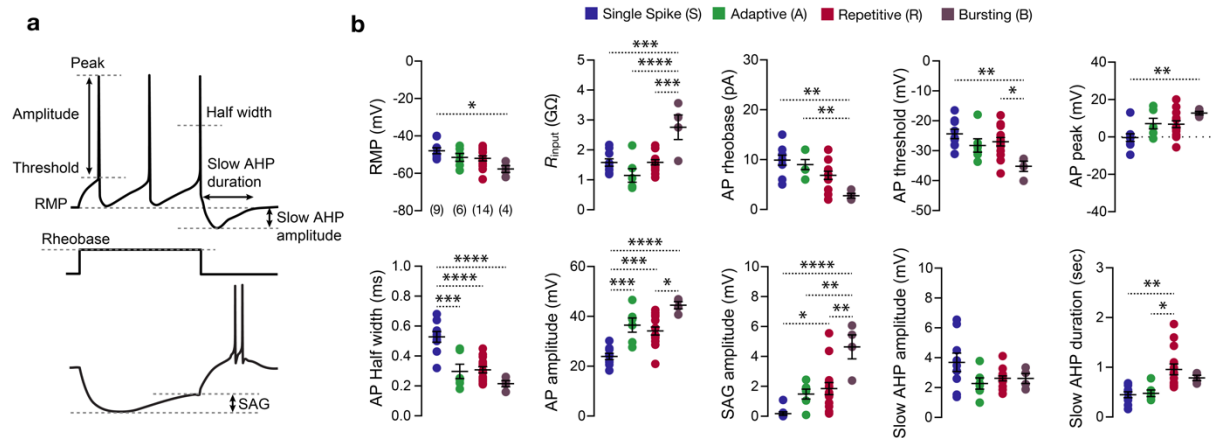 a
Peak
Amplitude
Half width
Threshold
Slow AHP
duration
RMP
Slow AHP
amplitude
Rheobase
SAG
b
Single Spike (S) Adaptive (A) Repetitive (R) Bursting (B)
RMP (mV)
0
-20
-40
-60
-80
*
(9) (6) (14) (4)
Rinput (GΩ)
5
4
3
2
1
0
***
****
***
AP rheobase (pA)
30
20
10
0
**
**
AP threshold (mV)
0
-10
-20
-30
-40
-50
**
*
AP peak (mV)
40
20
0
-20
-40
**
AP Half width (ms)
1.0
0.8
0.6
0.4
0.2
0.0
****
****
***
AP amplitude (mV)
60
40
20
0
****
***
***
*
SAG amplitude (mV)
10
8
6
4
2
0
****
**
*
**
Slow AHP amplitude (mV)
10
8
6
4
2
0
Slow AHP duration (sec)
3
2
1
0
**
*